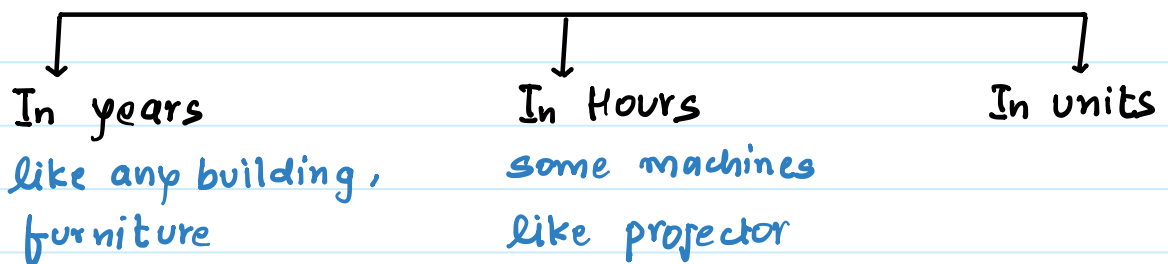 In years In Hours In units
like any building, some machines
furniture like projector